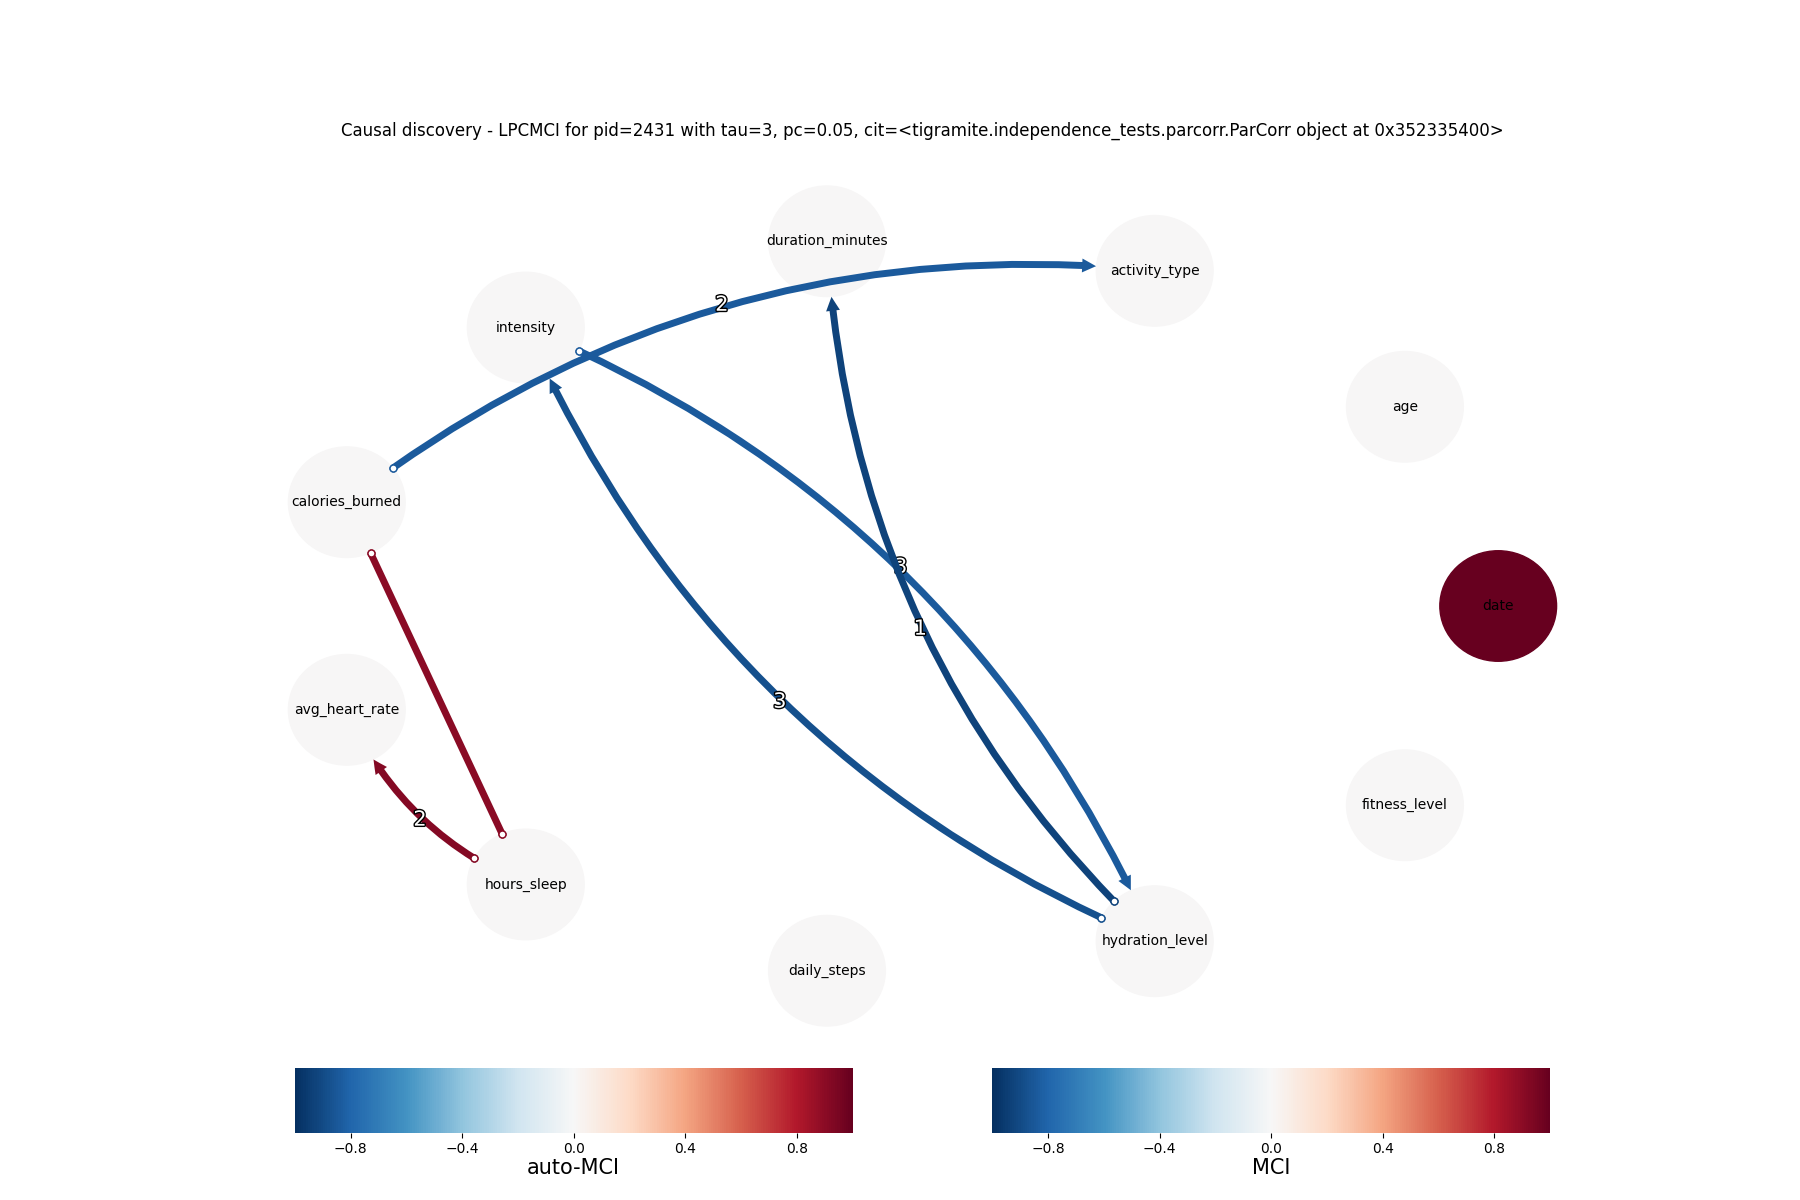 Causal discovery - LPCMCI for pid=2431 with tau=3, pc=0.05, cit=<tigramite.independence_tests.parcorr.ParCorr object at 0x352335400>
duration_minutes
activity_type
2
intensity
age
calories_burned
3
date
1
3
avg_heart_rate
fitness_level
2
hours_sleep
hydration_level
daily_steps
−0.8 −0.4 0.0 0.4 0.8
auto-MCI
−0.8 −0.4 0.0 0.4 0.8
MCI